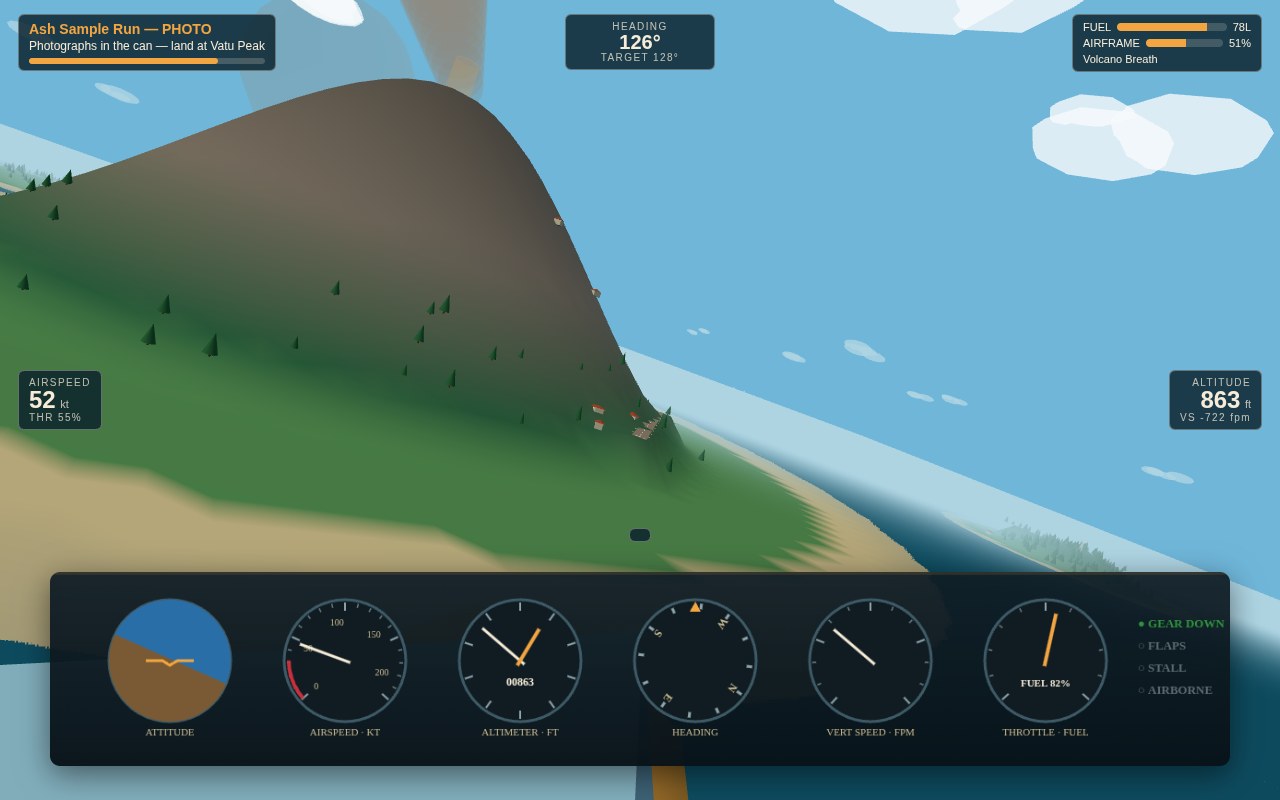 Ash Sample Run — PHOTO
Photographs in the can — land at Vatu Peak
HEADING
126°
TARGET 128°
FUEL 78L
AIRFRAME 51%
Volcano Breath
AIRSPEED
52 kt
THR 55%
ALTITUDE
863 ft
VS -722 fpm
0 50 100 150 200
ATTITUDE
AIRSPEED · KT
00863
ALTIMETER · FT
S W N E
HEADING
VERT SPEED · FPM
FUEL 82%
THROTTLE · FUEL
● GEAR DOWN
○ FLAPS
○ STALL
○ AIRBORNE